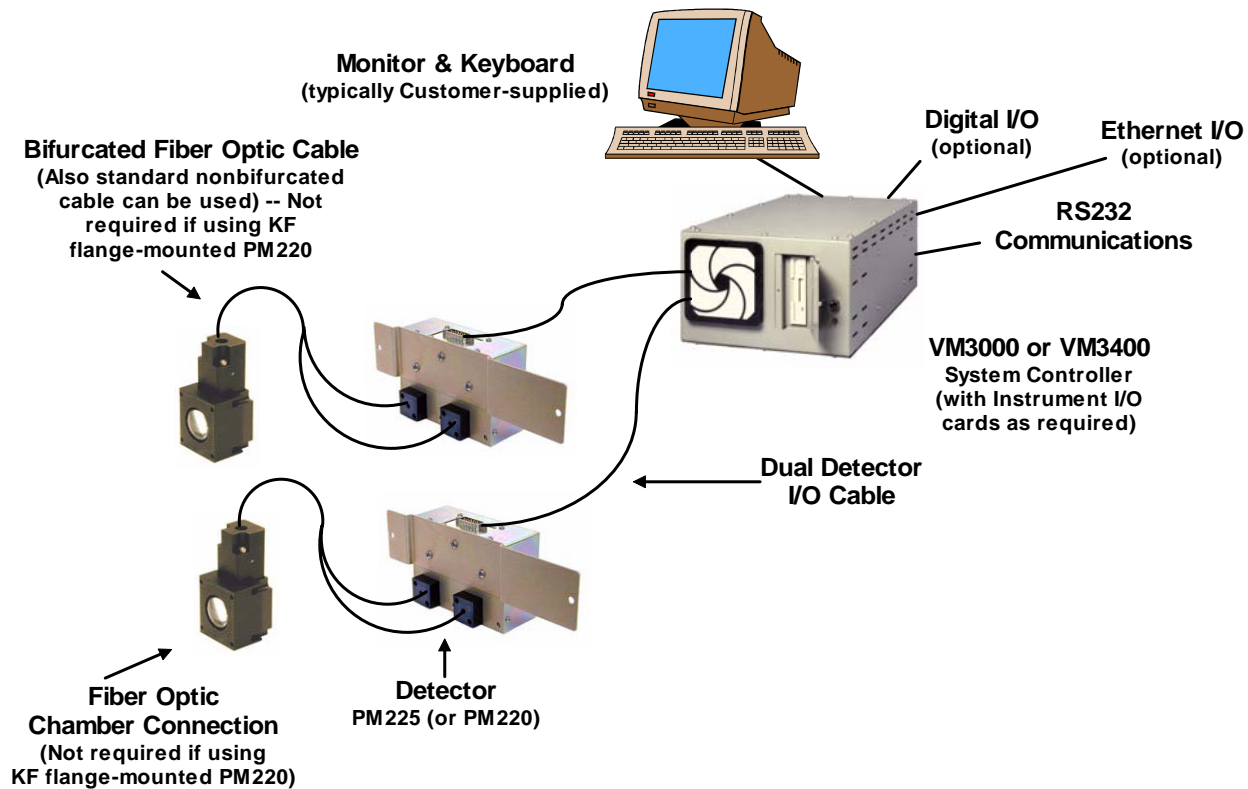 Monitor & Keyboard
(typically Customer-supplied)
Digital I/O
(optional)
Ethernet I/O
(optional)
Bifurcated Fiber Optic Cable
(Also standard nonbifurcated
cable can be used) -- Not
required if using KF
flange-mounted PM220
RS232
Communications
VM3000 or VM3400
System Controller
(with Instrument I/O
cards as required)
Dual Detector
I/O Cable
Detector
PM225 (or PM220)
Fiber Optic
Chamber Connection
(Not required if using
KF flange-mounted PM220)